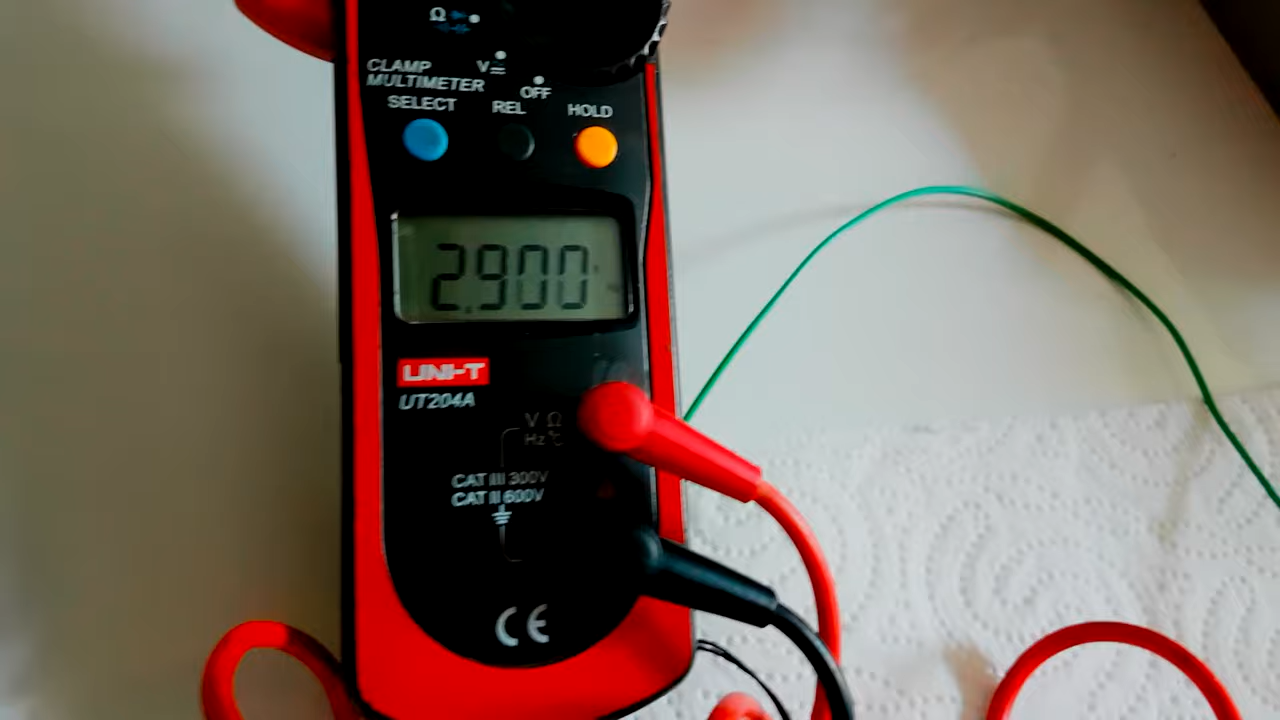 Ω
CLAMP
MULTIMETER
V
OFF
SELECT
REL
HOLD
2.900
UNI-T
UT204A
V Ω
Hz °C
CAT III 300V
CAT II 600V
CE